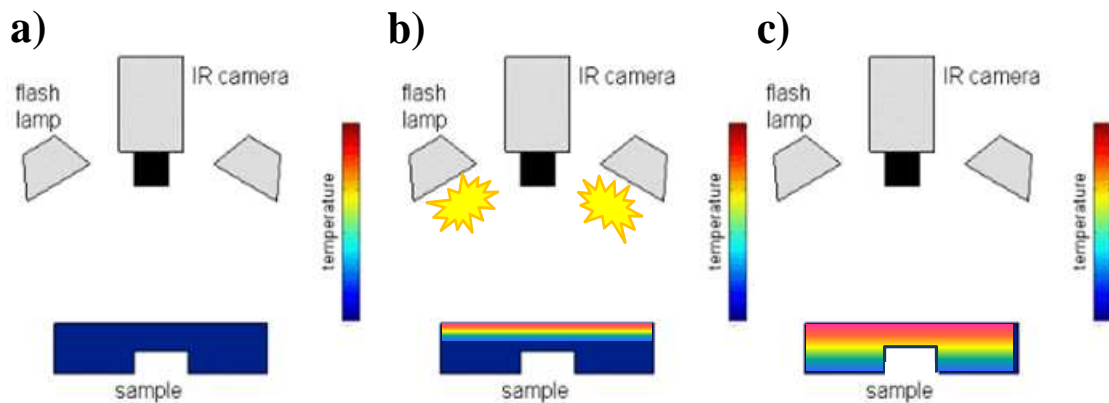 a)
IR camera
flash
lamp
temperature
sample
b)
IR camera
flash
lamp
temperature
sample
c)
IR camera
flash
lamp
temperature
sample